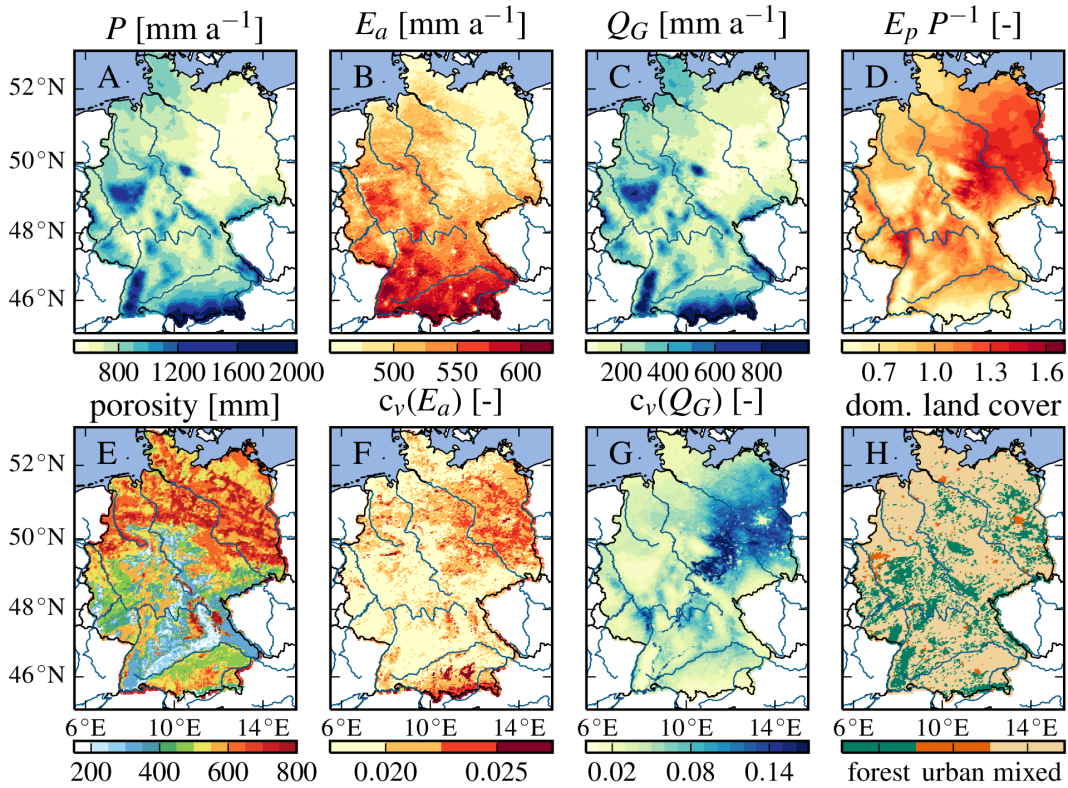 P [mm a⁻¹] E_a [mm a⁻¹] Q_G [mm a⁻¹] E_p P⁻¹ [-]
A B C D
52°N
50°N
48°N
46°N
800 1200 1600 2000 500 550 600 200 400 600 800 0.7 1.0 1.3 1.6
porosity [mm] c_v(E_a) [-] c_v(Q_G) [-] dom. land cover
E F G H
52°N
50°N
48°N
46°N
6°E 10°E 14°E 6°E 10°E 14°E 6°E 10°E 14°E 6°E 10°E 14°E
200 400 600 800 0.020 0.025 0.02 0.08 0.14 forest urban mixed